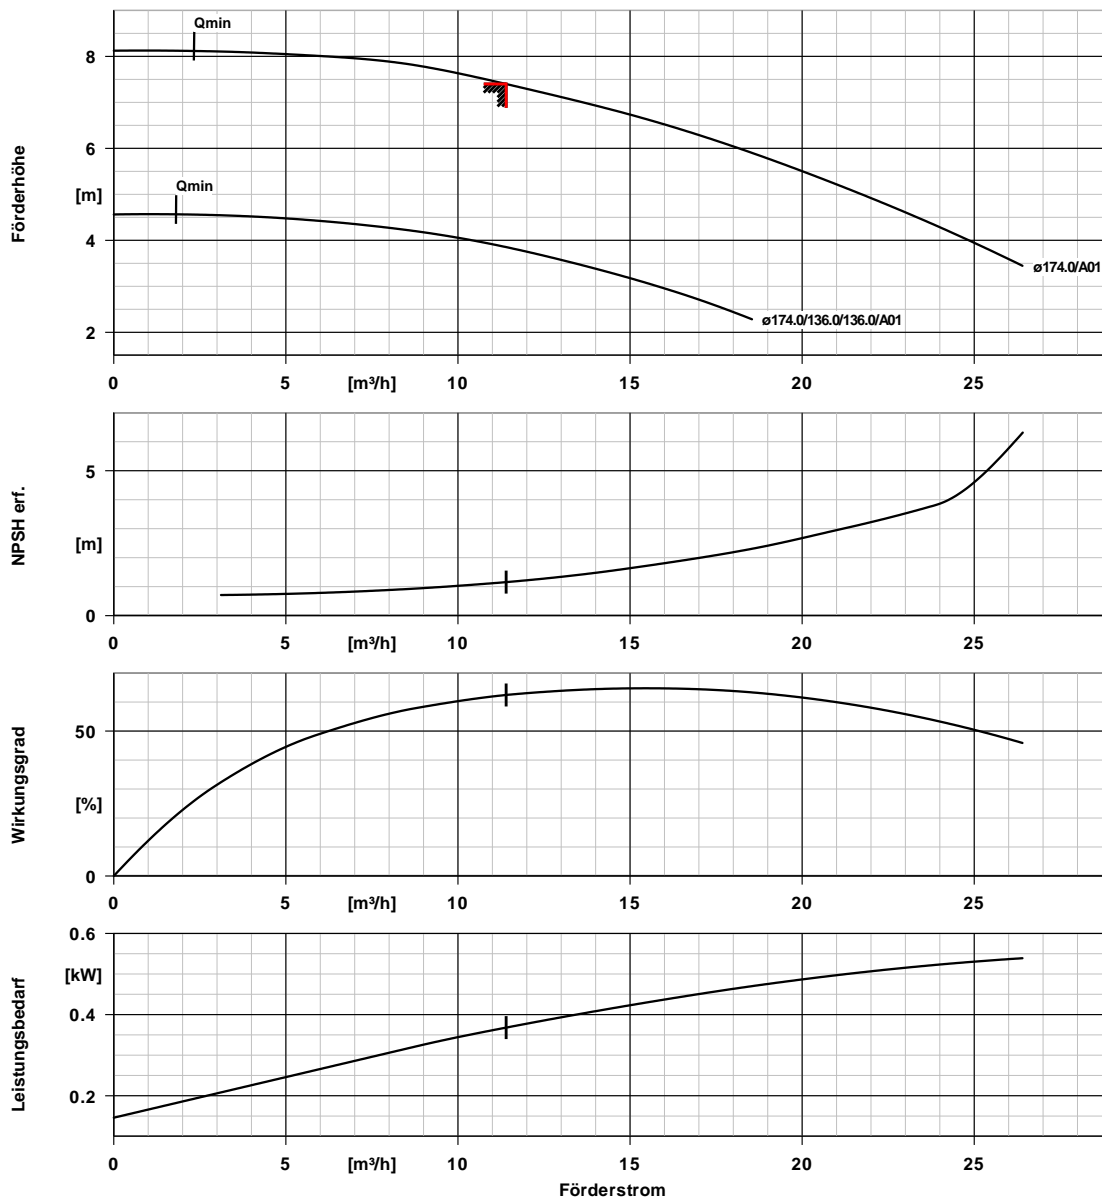 Qmin
8
6
[m]
Förderhöhe
Qmin
4
ø174.0/A01
ø174.0/136.0/136.0/A01
2
0 5 [m³/h] 10 15 20 25
5
NPSH erf.
[m]
0
0 5 [m³/h] 10 15 20 25
50
Wirkungsgrad
[%]
0
0 5 [m³/h] 10 15 20 25
0.6
[kW]
0.4
Leistungsbedarf
0.2
0 5 [m³/h] 10 15 20 25
Förderstrom